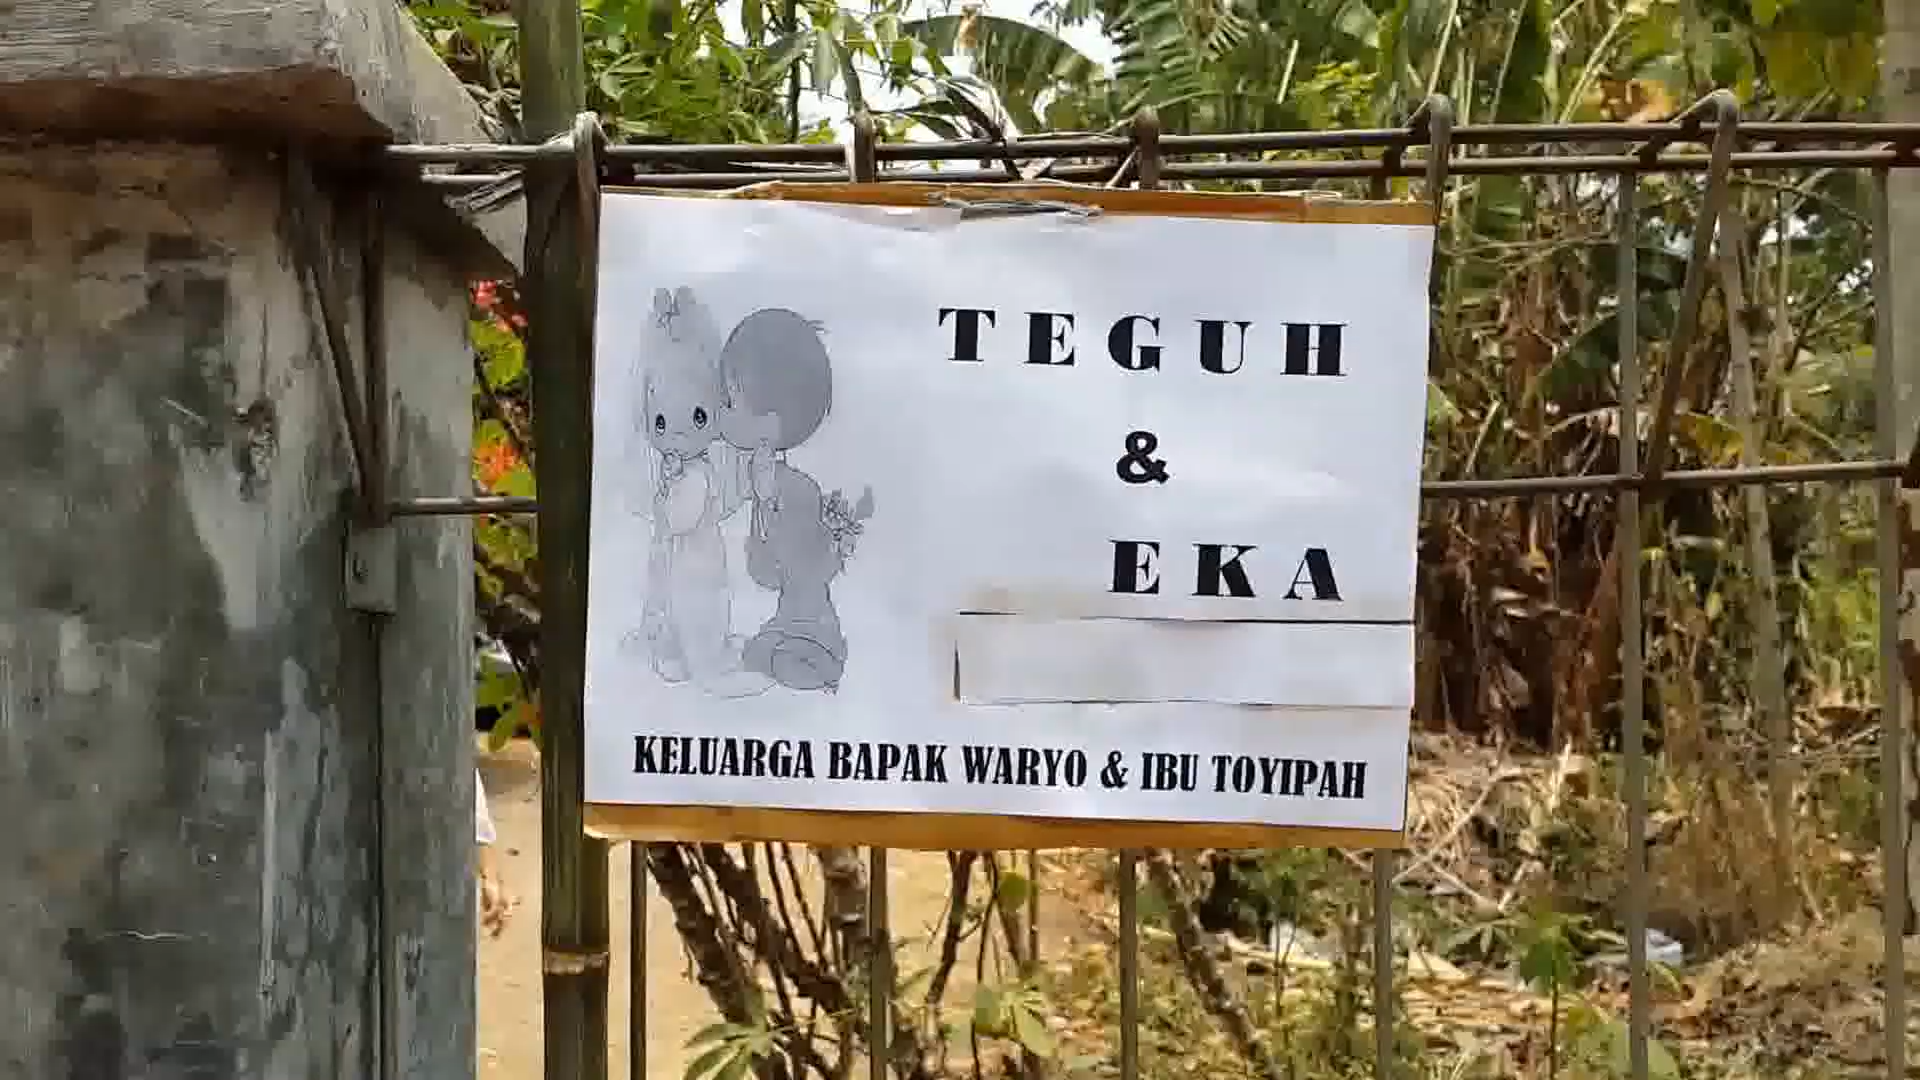 TEGUH
&
EKA
KELUARGA BAPAK WARYO & IBU TOYIPAH